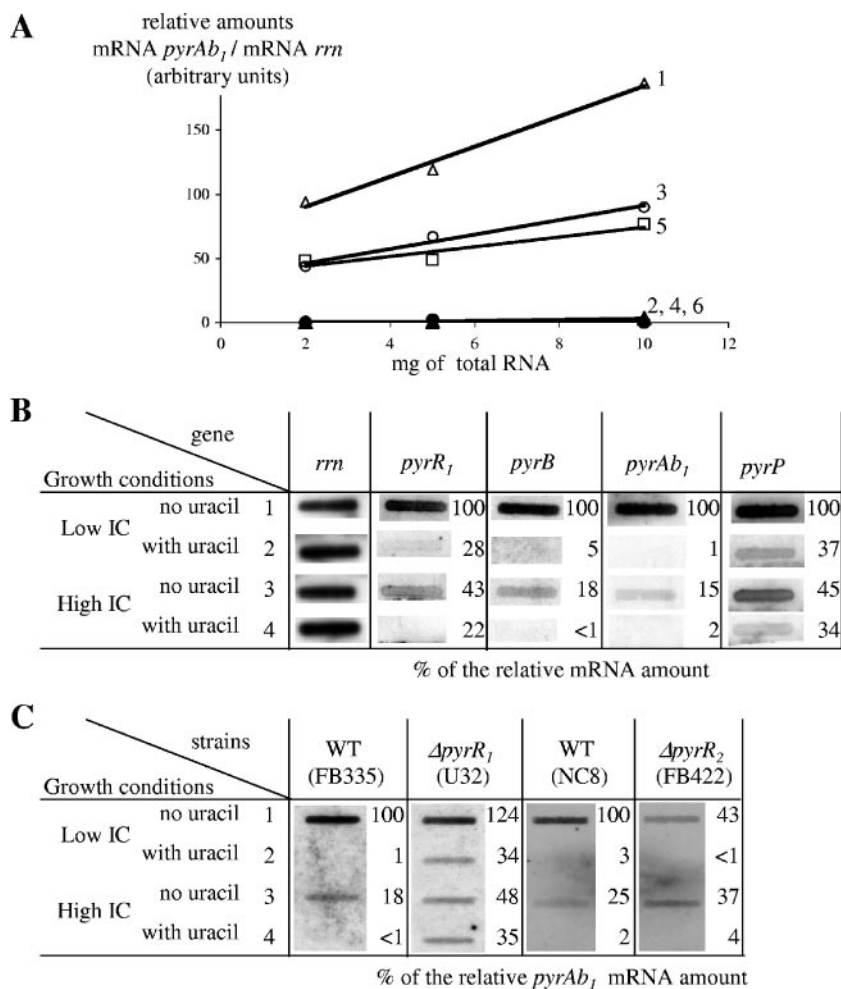 A
relative amounts
mRNA pyrAb1 / mRNA rrn
(arbitrary units)
150
100
50
0
0 2 4 6 8 10 12
1
3
5
2, 4, 6
mg of total RNA
B
gene
Growth conditions
rrn pyrR1 pyrB pyrAb1 pyrP
Low IC
no uracil 1 100 100 100 100
with uracil 2 28 5 1 37
High IC
no uracil 3 43 18 15 45
with uracil 4 22 <1 2 34
% of the relative mRNA amount
C
strains
Growth conditions
WT (FB335) ΔpyrR1 (U32) WT (NC8) ΔpyrR2 (FB422)
Low IC
no uracil 1 100 124 100 43
with uracil 2 1 34 3 <1
High IC
no uracil 3 18 48 25 37
with uracil 4 <1 35 2 4
% of the relative pyrAb1 mRNA amount